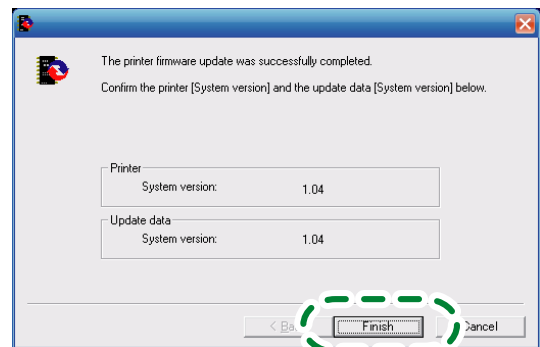 The printer firmware update was successfully completed.
Confirm the printer [System version] and the update data [System version] below.
Printer
System version: 1.04
Update data
System version: 1.04
Finish Cancel